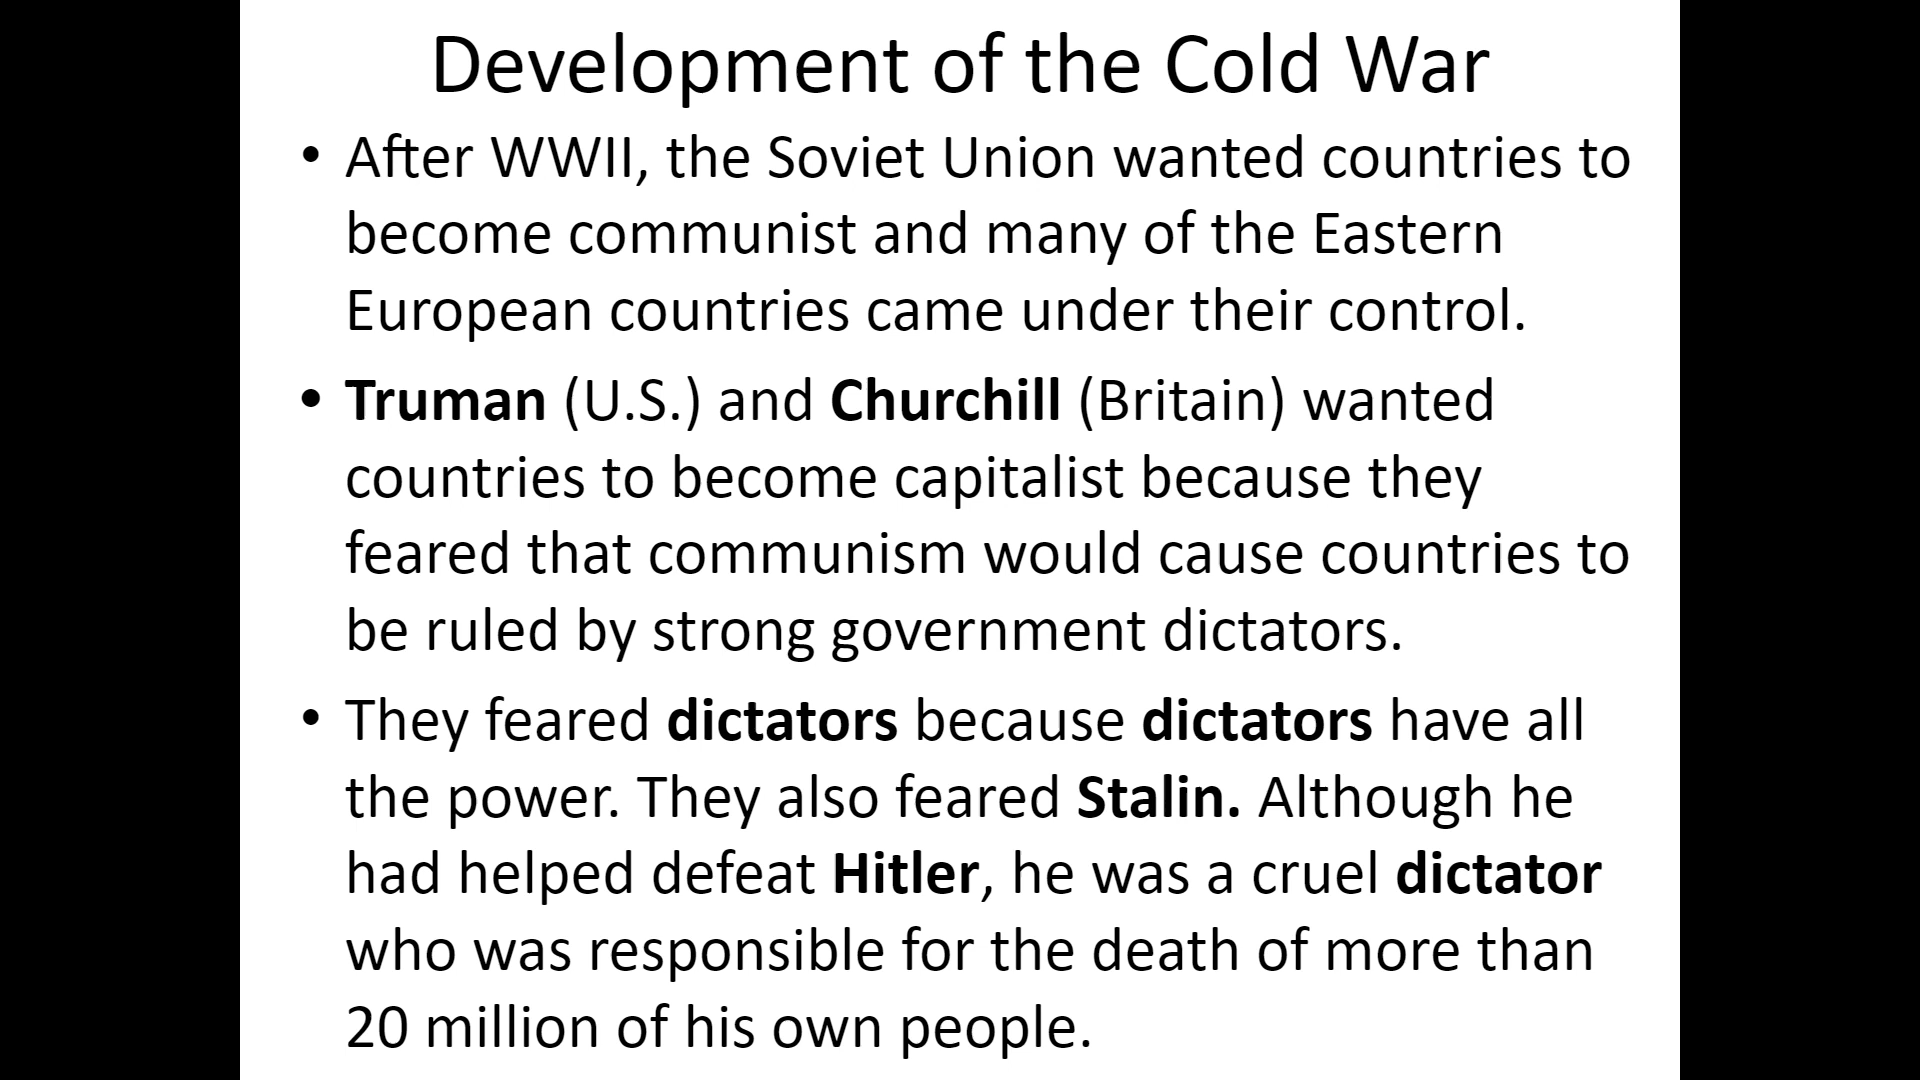 Development of the Cold War
• After WWII, the Soviet Union wanted countries to
become communist and many of the Eastern
European countries came under their control.
• Truman (U.S.) and Churchill (Britain) wanted
countries to become capitalist because they
feared that communism would cause countries to
be ruled by strong government dictators.
• They feared dictators because dictators have all
the power. They also feared Stalin. Although he
had helped defeat Hitler, he was a cruel dictator
who was responsible for the death of more than
20 million of his own people.